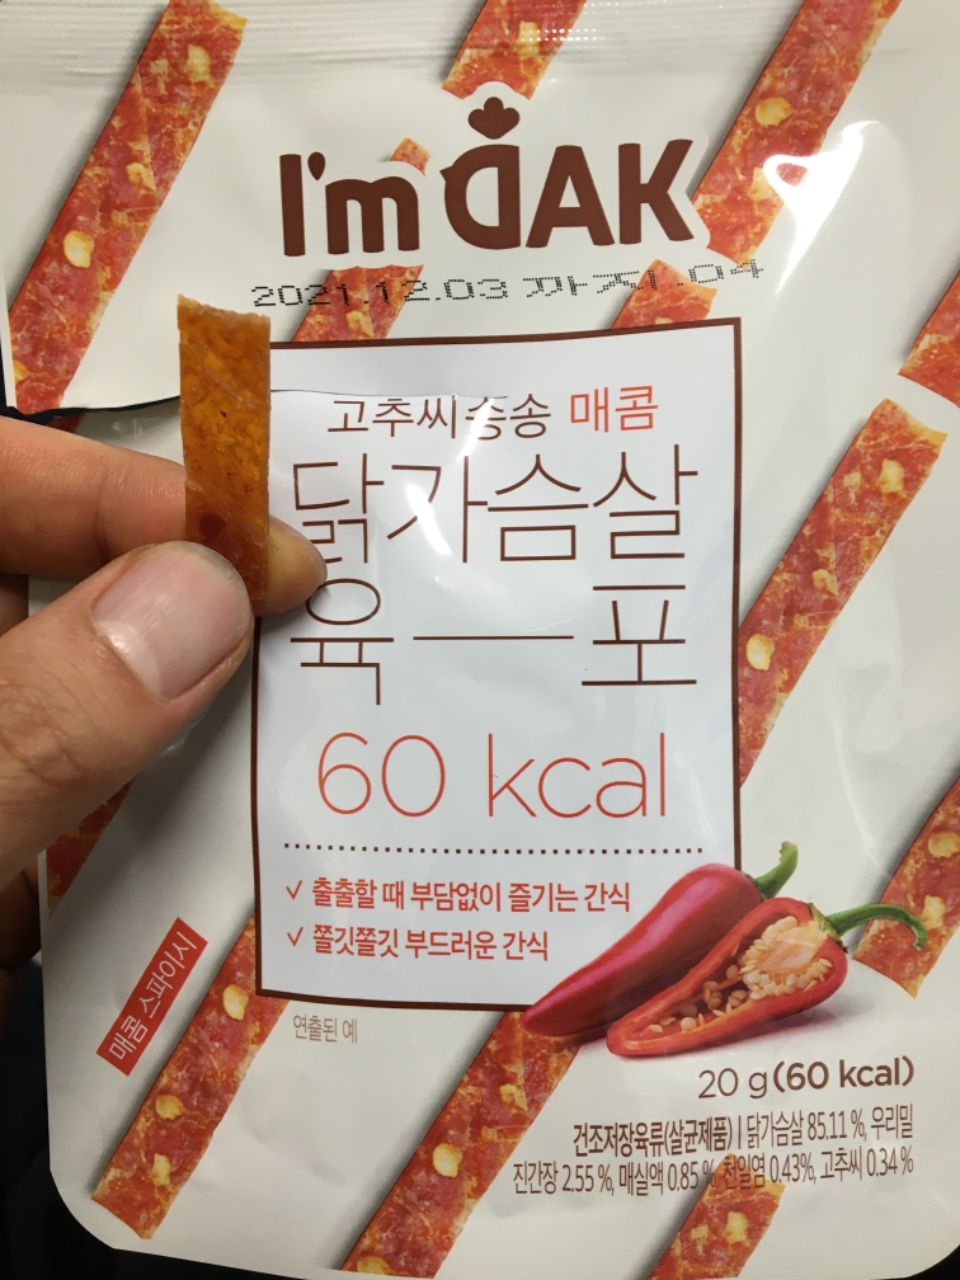 I'm DAK
2021.12.03 까지.04
고추씨송송 매콤
닭가슴살
육 — 포
60 kcal
✓ 출출할 때 부담없이 즐기는 간식
✓ 쫄깃쫄깃 부드러운 간식
매콤 스파이시
연출된 예
20 g (60 kcal)
건조저장육류(살균제품) | 닭가슴살 85.11 %, 우리밀
진간장 2.55 %, 매실액 0.85 %, 천일염 0.43%, 고추씨 0.34 %